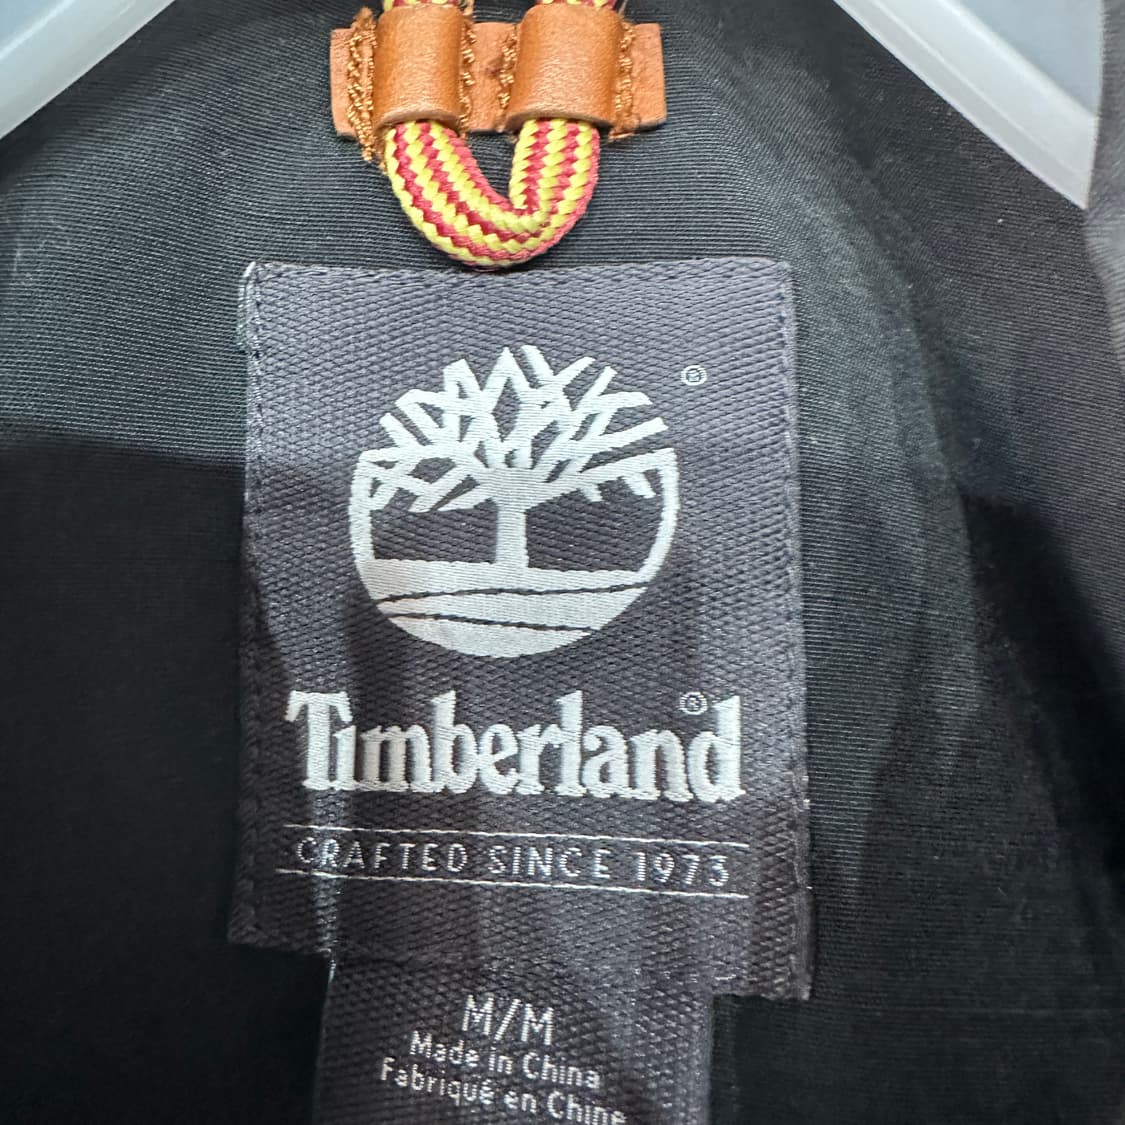 ®
Timberland®
CRAFTED SINCE 1973
M/M
Made in China
Fabriqué en Chine